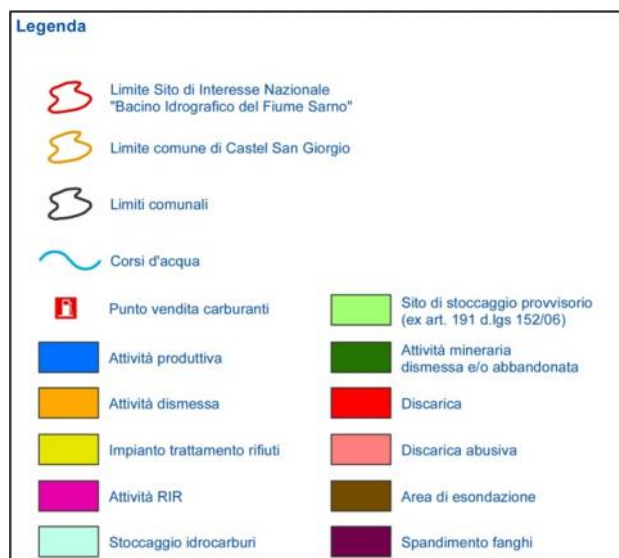 Legenda
Limite Sito di Interesse Nazionale
"Bacino Idrografico del Fiume Sarno"
Limite comune di Castel San Giorgio
Limiti comunali
Corsi d'acqua
Punto vendita carburanti
Attività produttiva
Attività dismessa
Impianto trattamento rifiuti
Attività RIR
Stoccaggio idrocarburi
Sito di stoccaggio provvisorio
(ex art. 191 d.lgs 152/06)
Attività mineraria
dismessa e/o abbandonata
Discarica
Discarica abusiva
Area di esondazione
Spandimento fanghi